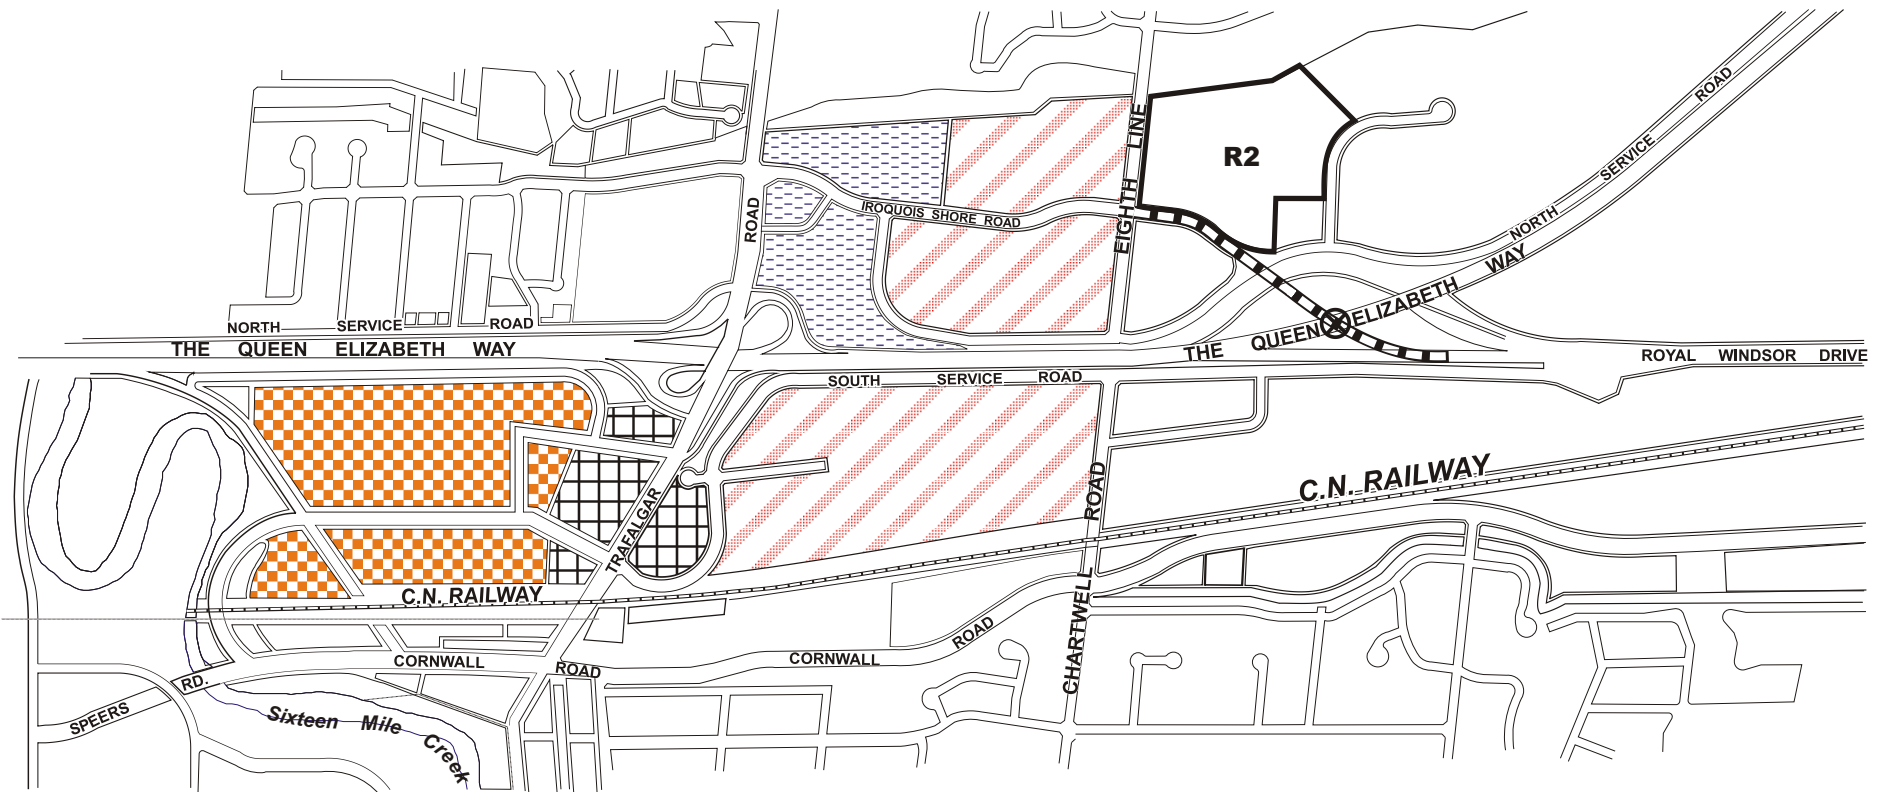 EIGHTH LINE
R2
ROAD
IROQUOIS SHORE ROAD
NORTH SERVICE ROAD
NORTH SERVICE ROAD
THE QUEEN ELIZABETH WAY
THE QUEEN ELIZABETH WAY
ROYAL WINDSOR DRIVE
SOUTH SERVICE ROAD
TRAFALGAR
C.N. RAILWAY
C.N. RAILWAY
CHARTWELL ROAD
CORNWALL ROAD
CORNWALL ROAD
SPEERS RD.
Sixteen Mile Creek